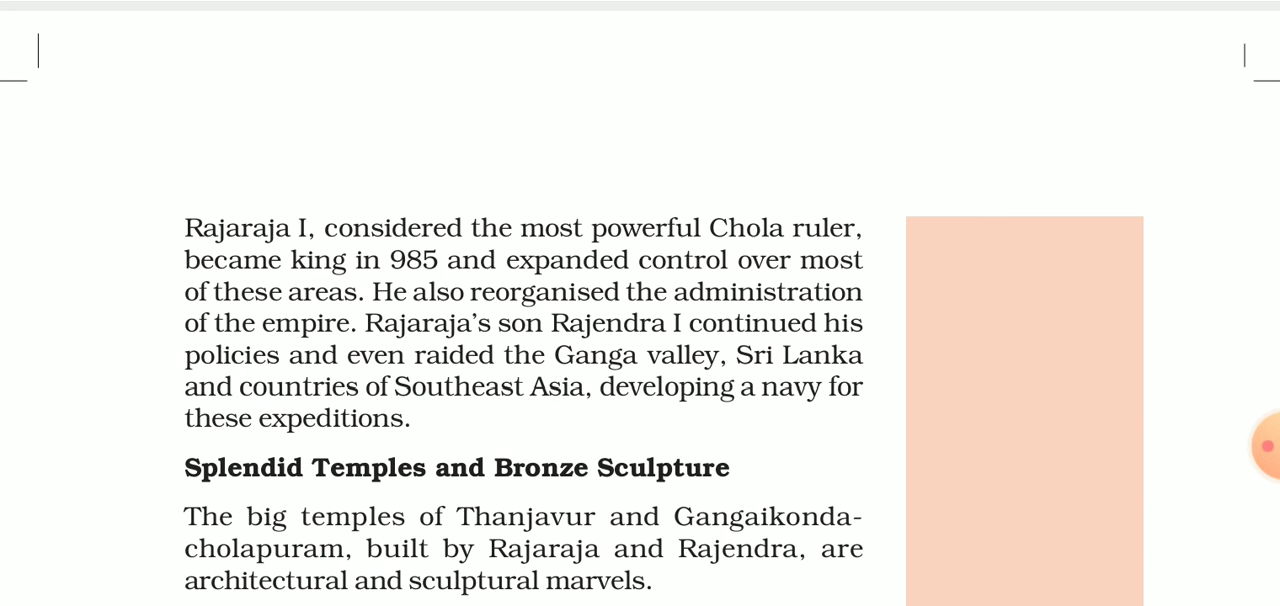 Rajaraja I, considered the most powerful Chola ruler,
became king in 985 and expanded control over most
of these areas. He also reorganised the administration
of the empire. Rajaraja’s son Rajendra I continued his
policies and even raided the Ganga valley, Sri Lanka
and countries of Southeast Asia, developing a navy for
these expeditions.
Splendid Temples and Bronze Sculpture
The big temples of Thanjavur and Gangaikonda-
cholapuram, built by Rajaraja and Rajendra, are
architectural and sculptural marvels.